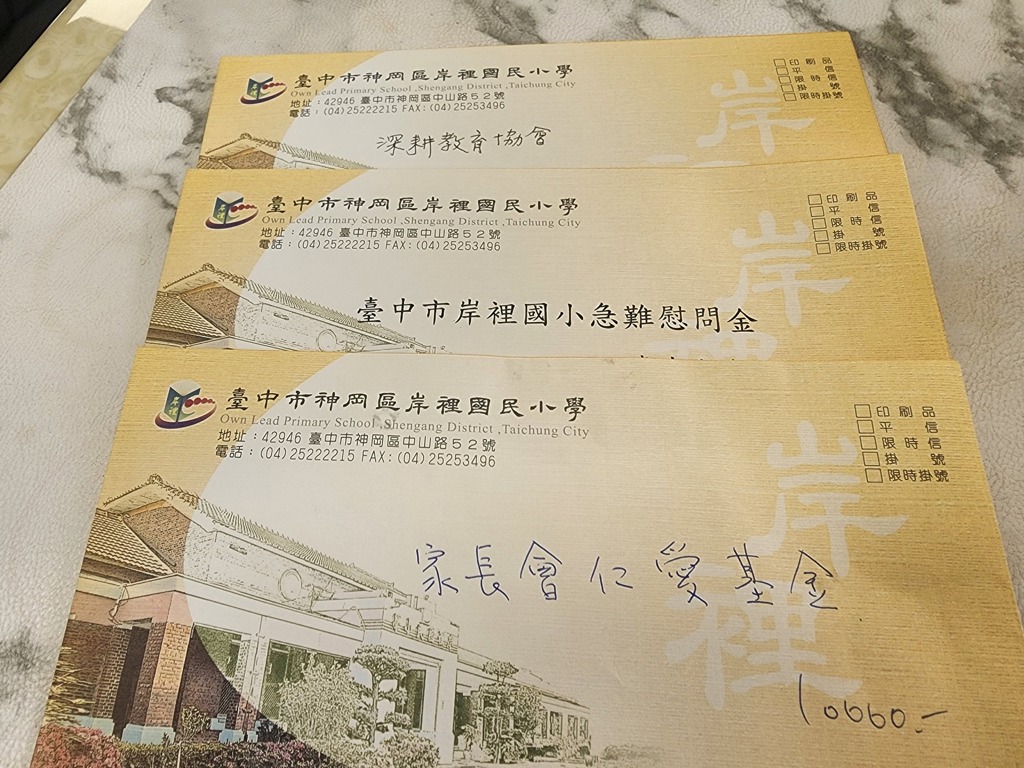 臺中市神岡區岸裡國民小學
Own Lead Primary School ,Shengang District ,Taichung City
地址：42946 臺中市神岡區中山路５２號
電話：(04)25222215 FAX:(04)25253496
深耕教育協會
印刷品
平信
限時信
掛號
限時掛號
岸
臺中市神岡區岸裡國民小學
Own Lead Primary School ,Shengang District ,Taichung City
地址：42946 臺中市神岡區中山路５２號
電話：(04)25222215 FAX:(04)25253496
臺中市岸裡國小急難慰問金
印刷品
平信
限時信
掛號
限時掛號
岸
臺中市神岡區岸裡國民小學
Own Lead Primary School ,Shengang District ,Taichung City
地址：42946 臺中市神岡區中山路５２號
電話：(04)25222215 FAX:(04)25253496
家長會仁愛基金
10660.-
印刷品
平信
限時信
掛號
限時掛號
岸裡